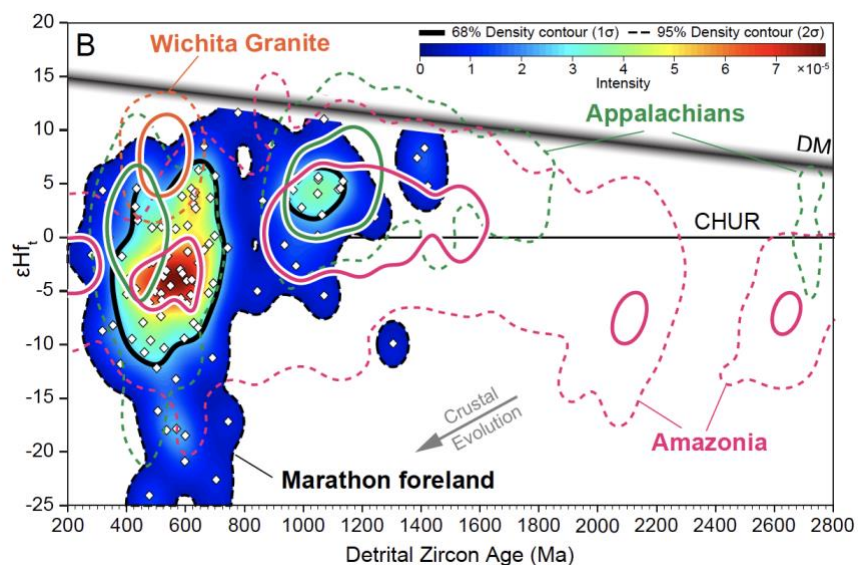 B
Wichita Granite
68% Density contour (1σ)
95% Density contour (2σ)
0 1 2 3 4 5 6 7 ×10⁻⁵
Intensity
Appalachians
DM
CHUR
Amazonia
Crustal
Evolution
Marathon foreland
εHfₜ
20
15
10
5
0
-5
-10
-15
-20
-25
200 400 600 800 1000 1200 1400 1600 1800 2000 2200 2400 2600 2800
Detrital Zircon Age (Ma)